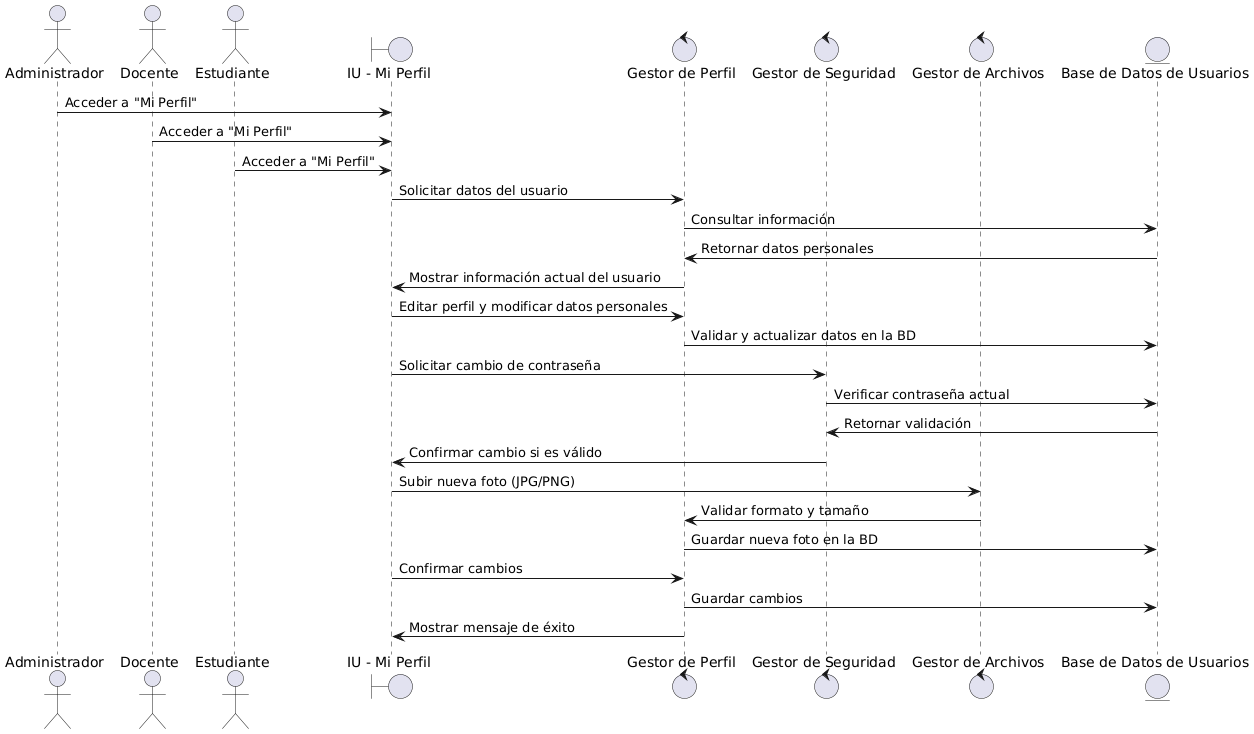 Administrador Docente Estudiante IU - Mi Perfil Gestor de Perfil Gestor de Seguridad Gestor de Archivos Base de Datos de Usuarios
Acceder a "Mi Perfil"
Acceder a "Mi Perfil"
Acceder a "Mi Perfil"
Solicitar datos del usuario
Consultar información
Retornar datos personales
Mostrar información actual del usuario
Editar perfil y modificar datos personales
Validar y actualizar datos en la BD
Solicitar cambio de contraseña
Verificar contraseña actual
Retornar validación
Confirmar cambio si es válido
Subir nueva foto (JPG/PNG)
Validar formato y tamaño
Guardar nueva foto en la BD
Confirmar cambios
Guardar cambios
Mostrar mensaje de éxito
Administrador Docente Estudiante IU - Mi Perfil Gestor de Perfil Gestor de Seguridad Gestor de Archivos Base de Datos de Usuarios